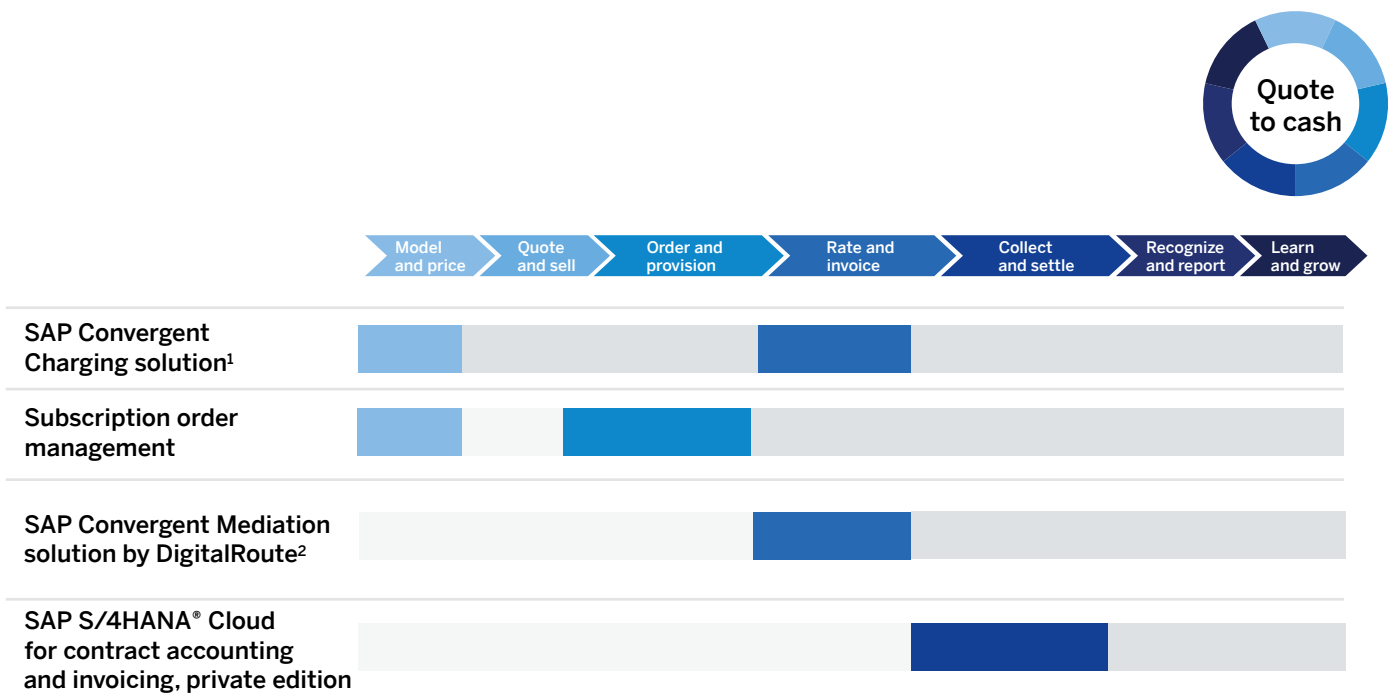 Quote
to cash
Model
and price
Quote
and sell
Order and
provision
Rate and
invoice
Collect
and settle
Recognize
and report
Learn
and grow
SAP Convergent
Charging solution¹
Subscription order
management
SAP Convergent Mediation
solution by DigitalRoute²
SAP S/4HANA® Cloud
for contract accounting
and invoicing, private edition